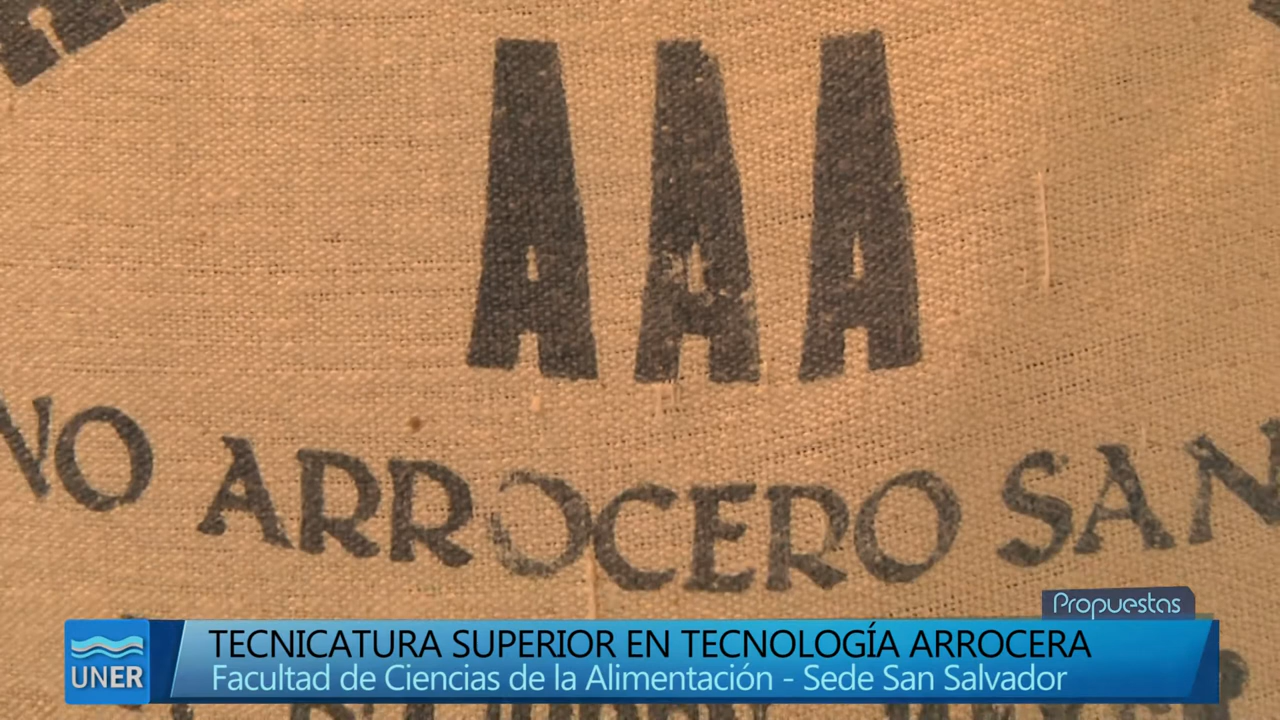 AAA
NO ARROCERO SAN
Propuestas
TECNICATURA SUPERIOR EN TECNOLOGÍA ARROCERA
UNER
Facultad de Ciencias de la Alimentación - Sede San Salvador